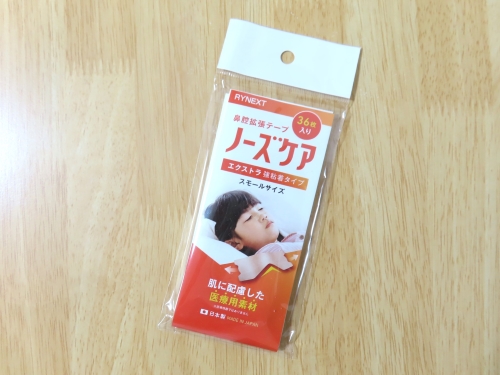 RYNEXT
36枚
入り
鼻腔拡張テープ
ノーズケア
エクストラ 強粘着タイプ
スモールサイズ
肌に配慮した
医療用素材
日本製 MADE IN JAPAN